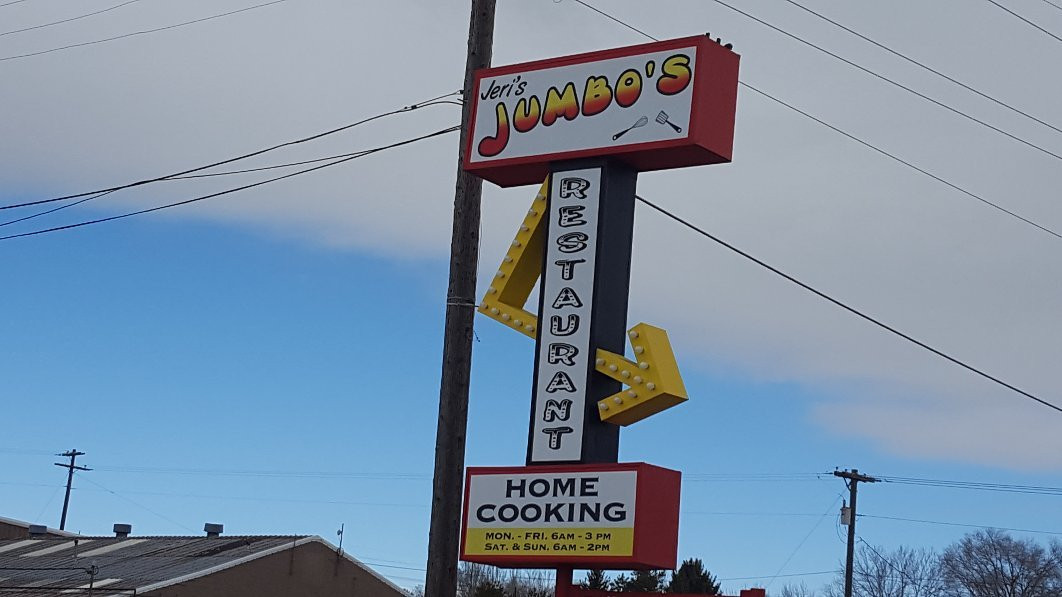 Jeri's
JUMBO'S
RESTAURANT
HOME
COOKING
MON. - FRI. 6AM - 3 PM
SAT. & SUN. 6AM - 2PM